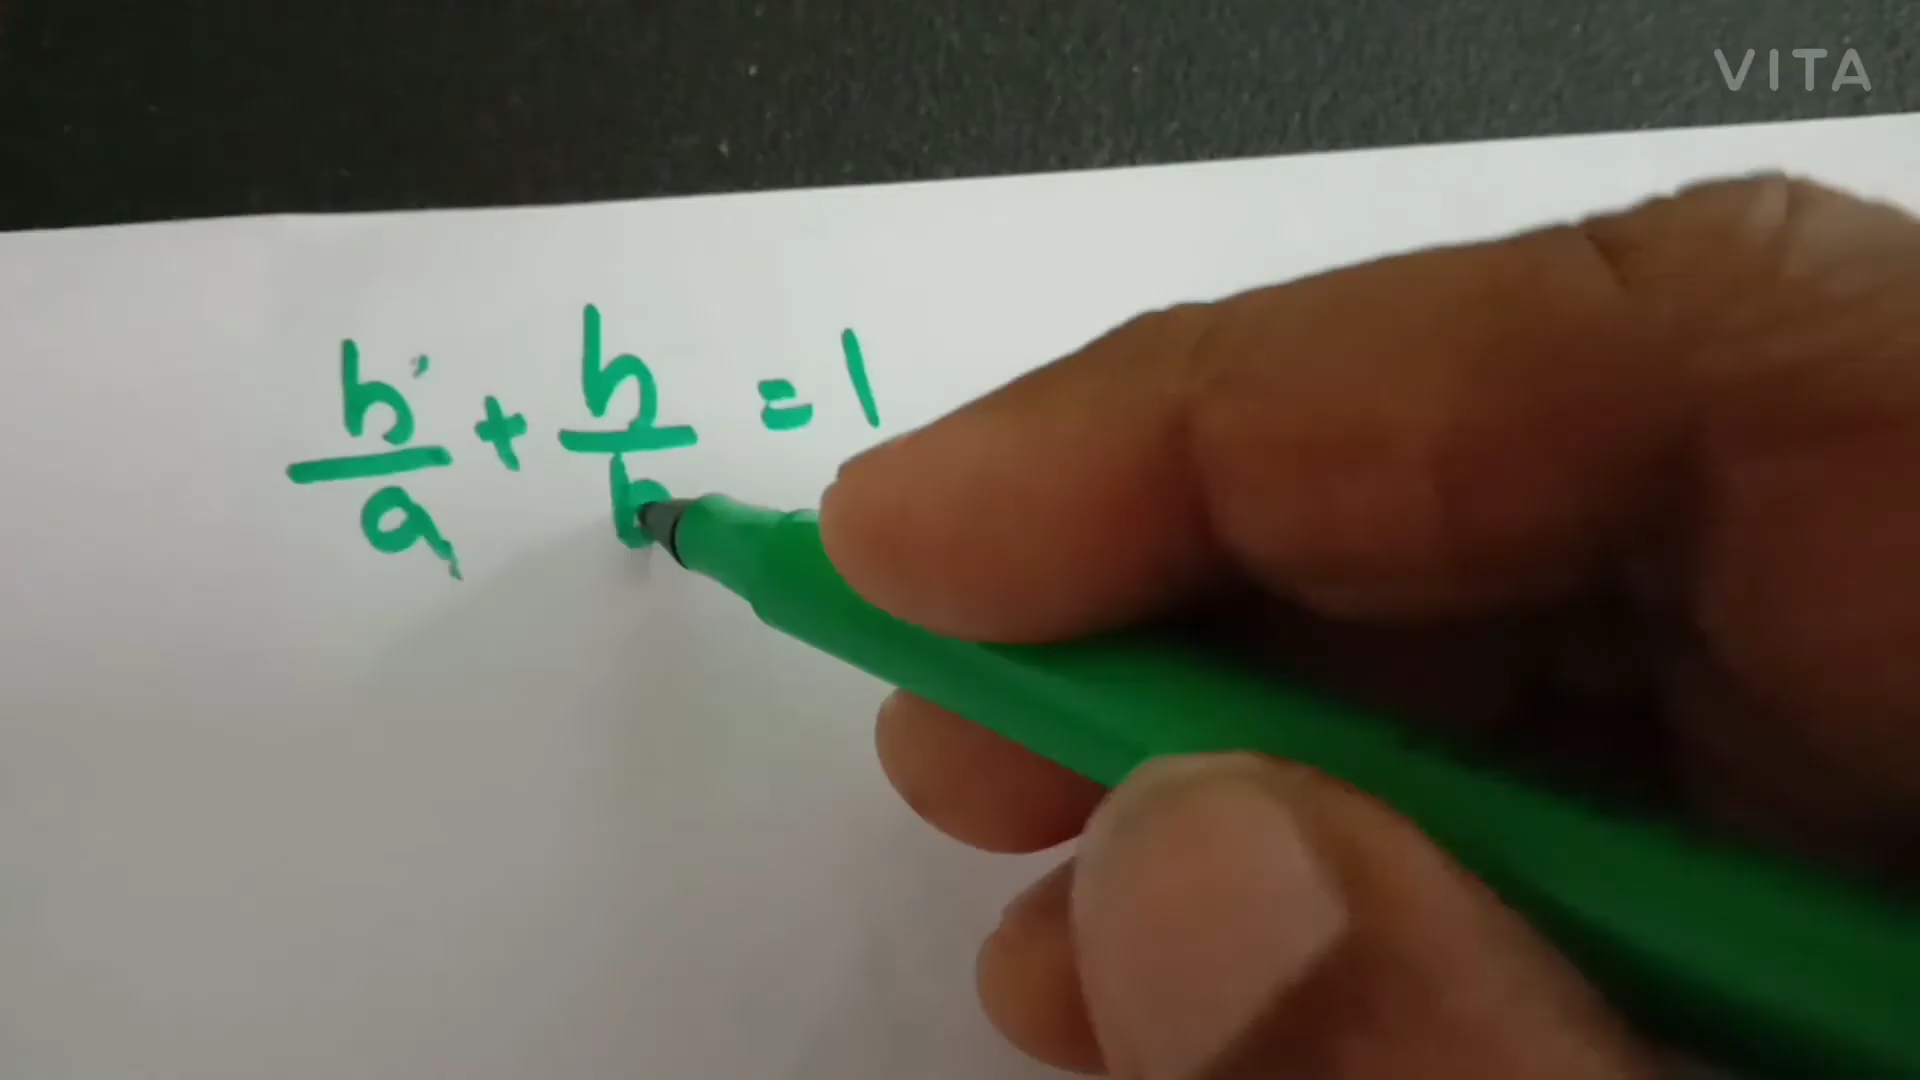 VITA
h/a + h/b = 1